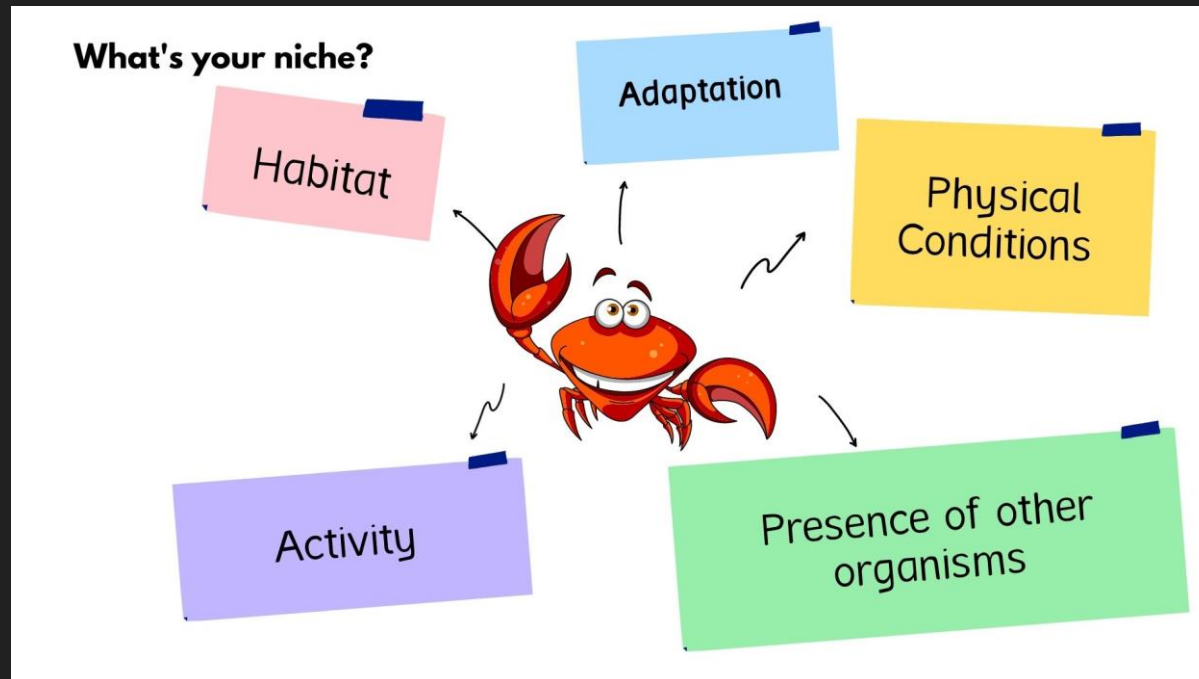 What's your niche?
Adaptation
Habitat
Physical
Conditions
Activity
Presence of other
organisms